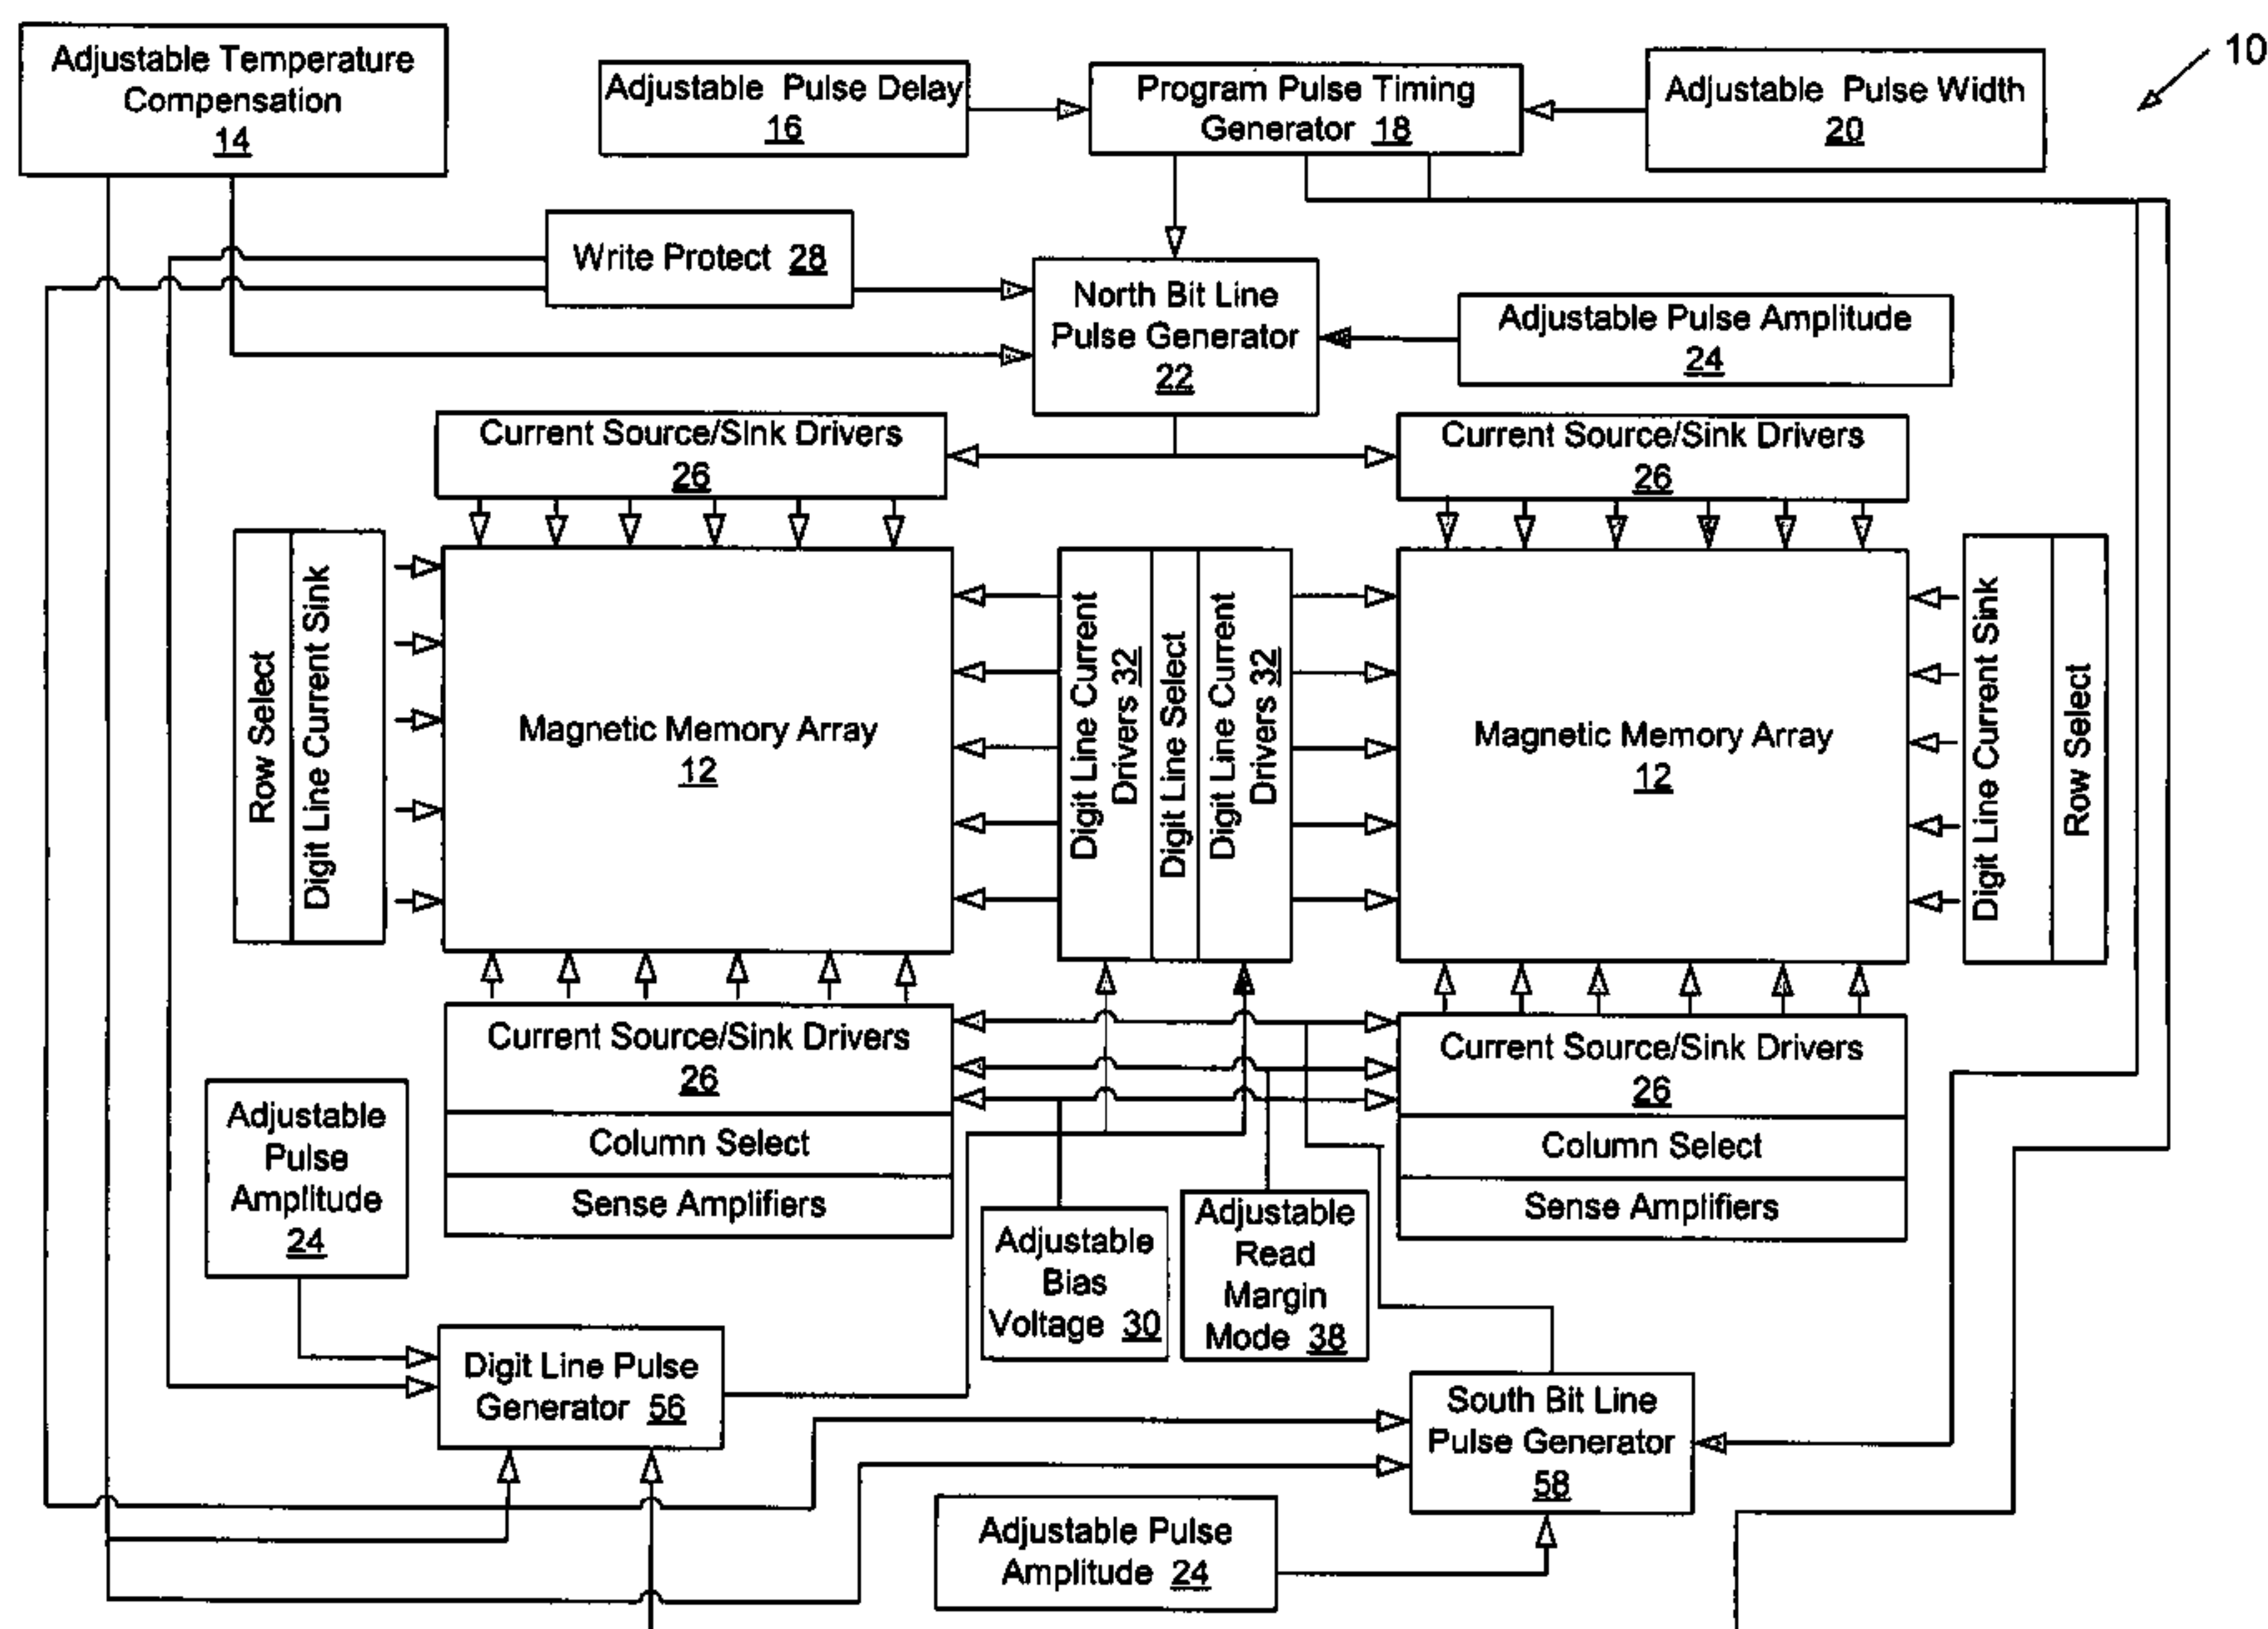 10
Adjustable Temperature
Compensation
14
Adjustable Pulse Delay
16
Program Pulse Timing
Generator 18
Adjustable Pulse Width
20
Write Protect 28
North Bit Line
Pulse Generator
22
Adjustable Pulse Amplitude
24
Current Source/Sink Drivers
26
Current Source/Sink Drivers
26
Row Select
Digit Line Current Sink
Magnetic Memory Array
12
Digit Line Current
Drivers 32
Digit Line Select
Digit Line Current
Drivers 32
Magnetic Memory Array
12
Digit Line Current Sink
Row Select
Current Source/Sink Drivers
26
Column Select
Sense Amplifiers
Current Source/Sink Drivers
26
Column Select
Sense Amplifiers
Adjustable
Pulse
Amplitude
24
Adjustable
Bias
Voltage 30
Adjustable
Read
Margin
Mode 38
Digit Line Pulse
Generator 56
South Bit Line
Pulse Generator
58
Adjustable Pulse
Amplitude 24